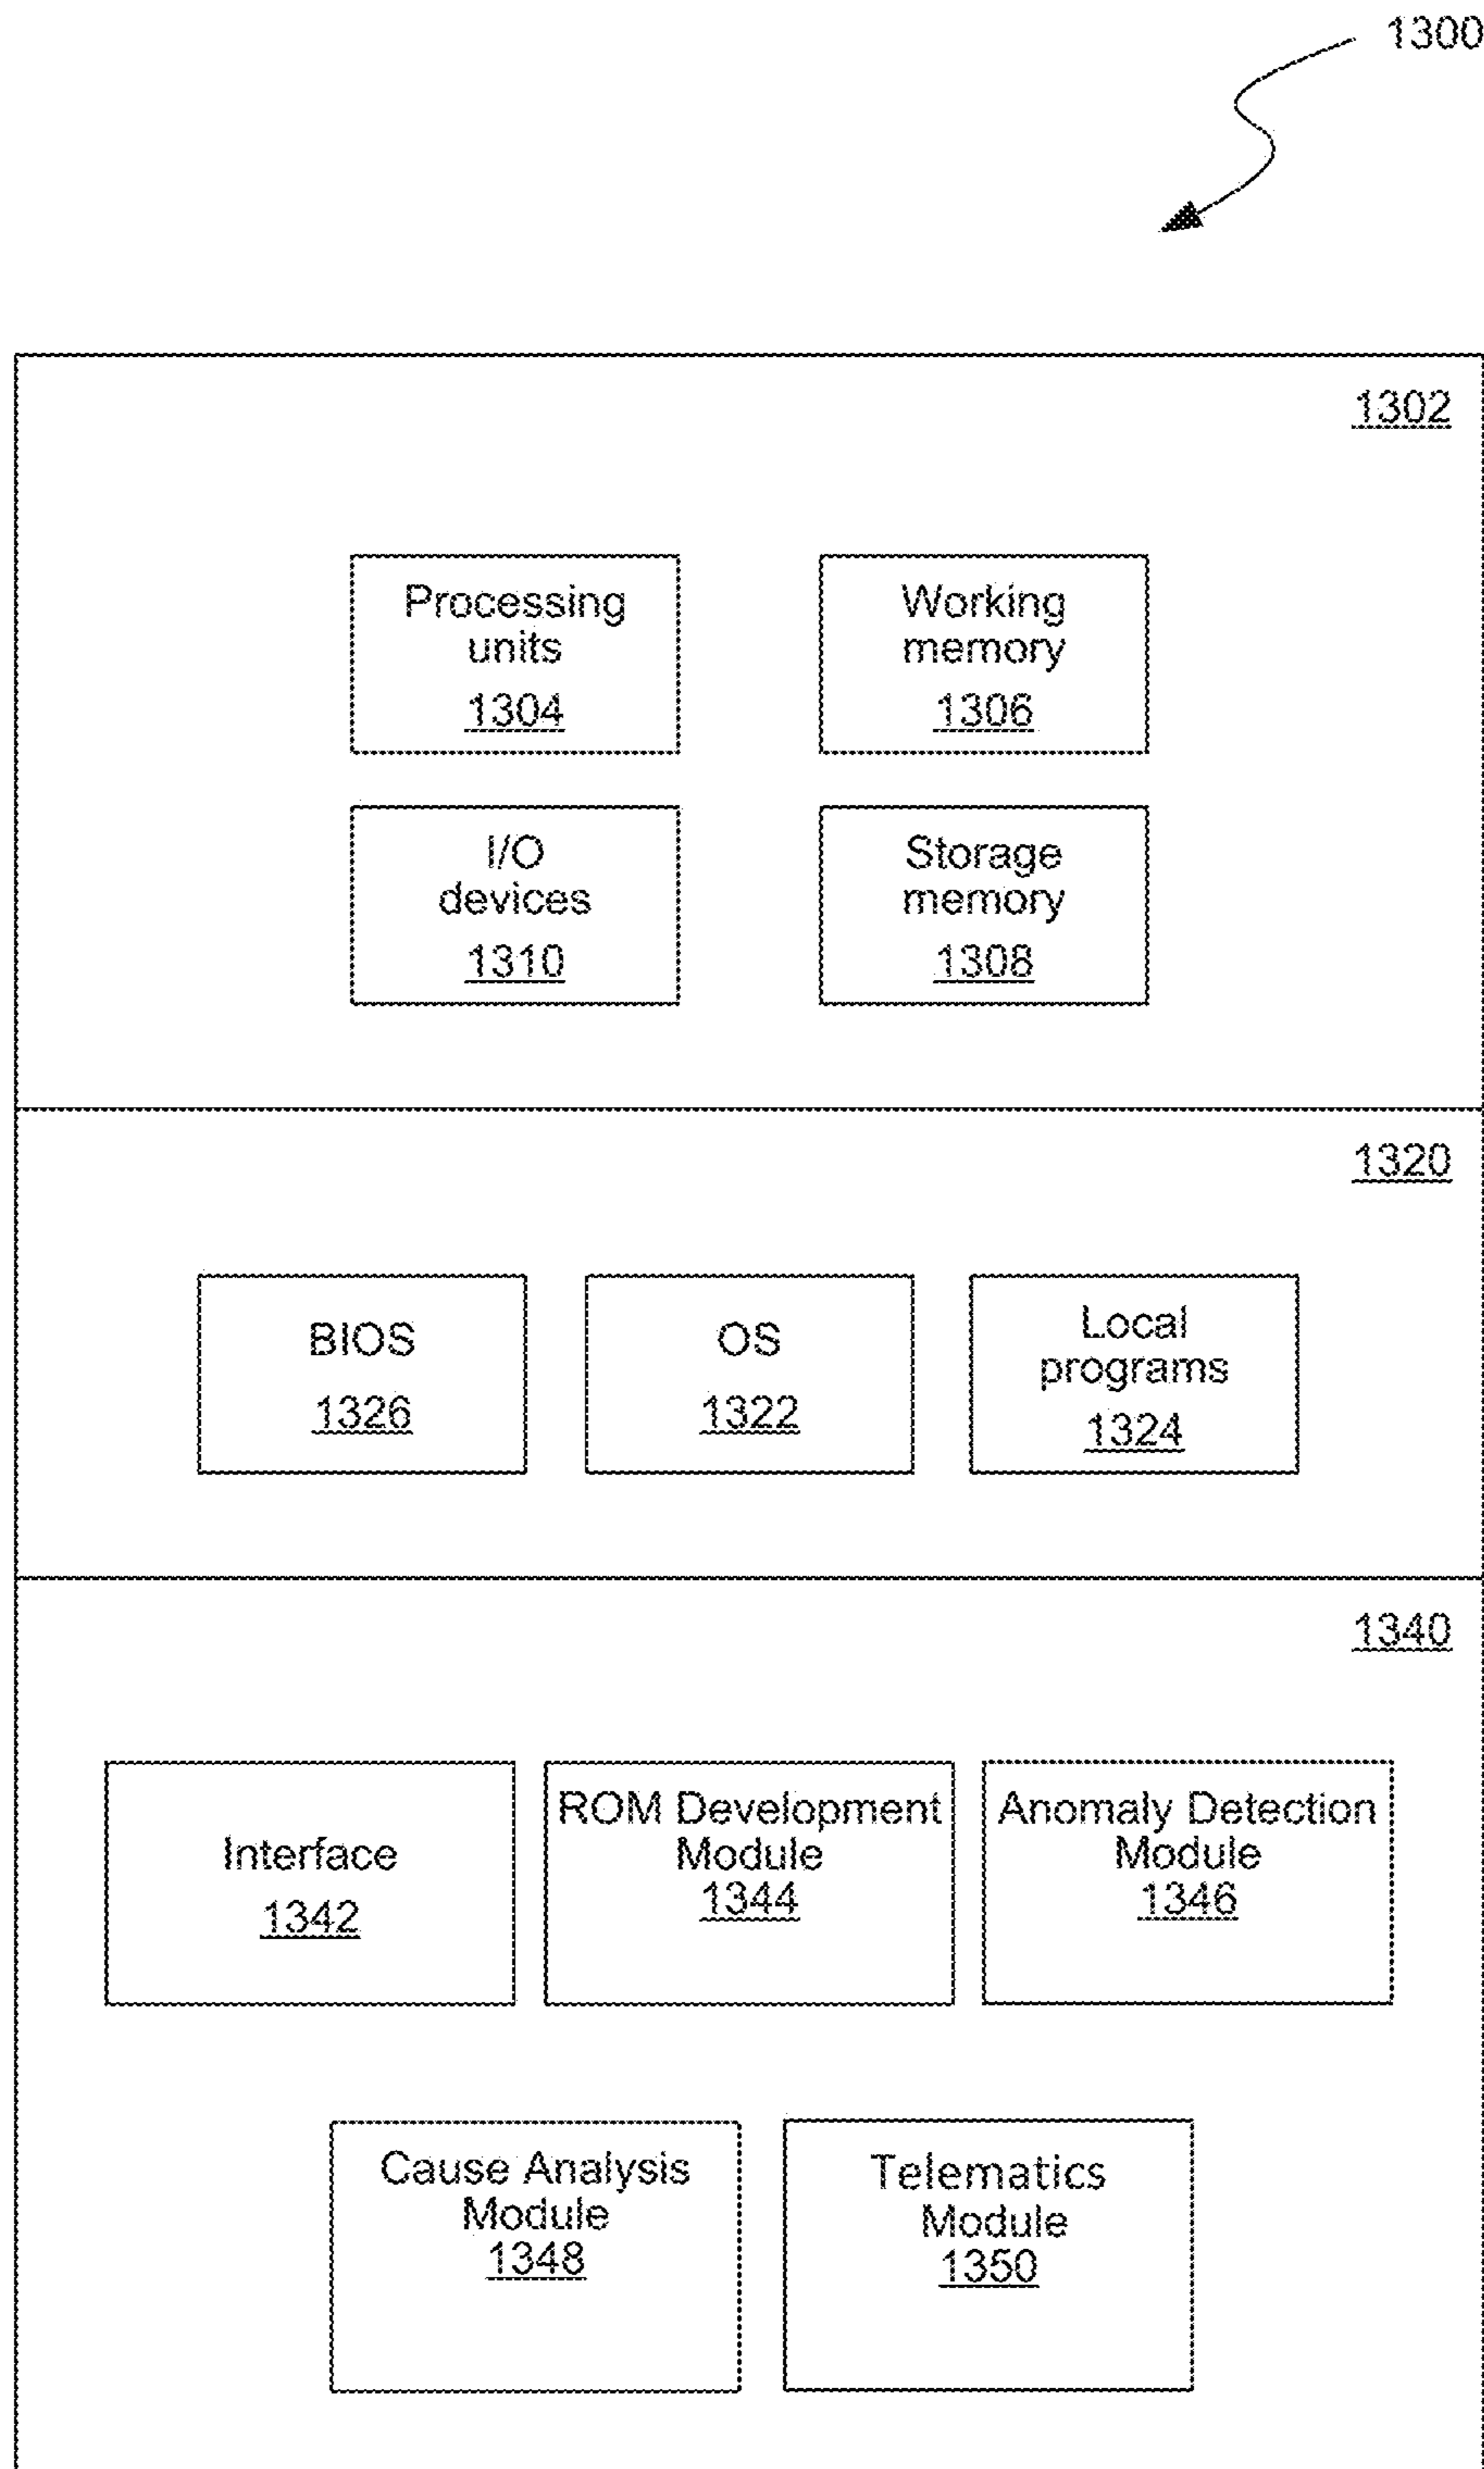 1300
1302
Processing
units
1304
Working
memory
1306
I/O
devices
1310
Storage
memory
1308
1320
BIOS
1326
OS
1322
Local
programs
1324
1340
Interface
1342
ROM Development
Module
1344
Anomaly Detection
Module
1346
Cause Analysis
Module
1348
Telematics
Module
1350